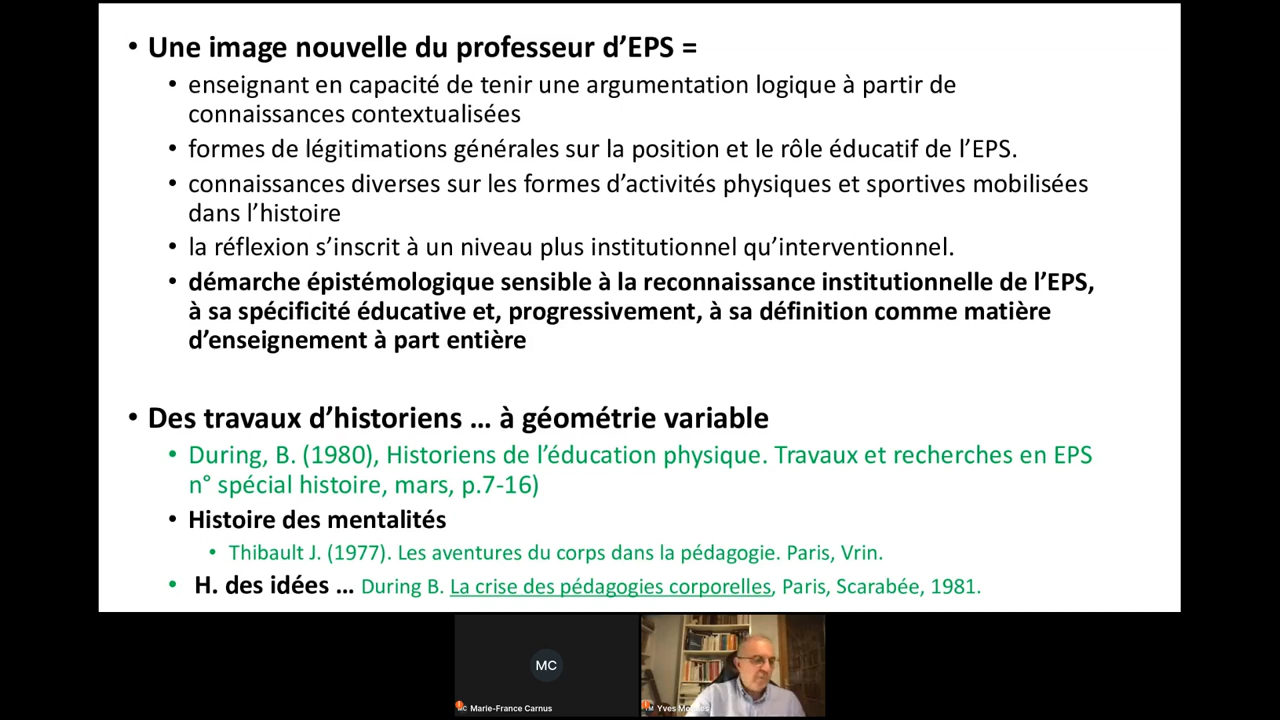 • Une image nouvelle du professeur d’EPS =
• enseignant en capacité de tenir une argumentation logique à partir de
connaissances contextualisées
• formes de légitimations générales sur la position et le rôle éducatif de l’EPS.
• connaissances diverses sur les formes d’activités physiques et sportives mobilisées
dans l’histoire
• la réflexion s’inscrit à un niveau plus institutionnel qu’interventionnel.
• démarche épistémologique sensible à la reconnaissance institutionnelle de l’EPS,
à sa spécificité éducative et, progressivement, à sa définition comme matière
d’enseignement à part entière
• Des travaux d’historiens … à géométrie variable
• During, B. (1980), Historiens de l’éducation physique. Travaux et recherches en EPS
n° spécial histoire, mars, p.7-16)
• Histoire des mentalités
• Thibault J. (1977). Les aventures du corps dans la pédagogie. Paris, Vrin.
• H. des idées … During B. La crise des pédagogies corporelles, Paris, Scarabée, 1981.
MC
Marie-France Carnus
Yves